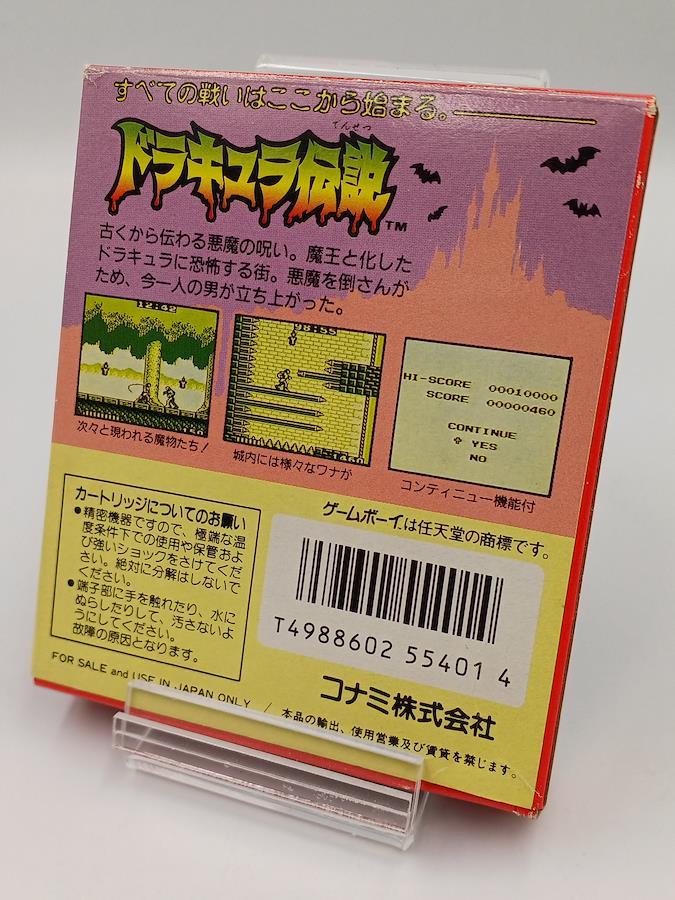 すべての戦いはここから始まる。
でんせつ
ドラキュラ伝説
TM
古くから伝わる悪魔の呪い。魔王と化した
ドラキュラに恐怖する街。悪魔を倒さんが
ため、今一人の男が立ち上がった。
12:42
98:55
HI-SCORE 00010000
SCORE 00000460
CONTINUE
YES
NO
次々と現われる魔物たち!
城内には様々なワナが
コンティニュー機能付
カートリッジについてのお願い
●精密機器ですので、極端な温
度条件下での使用や保管およ
び強いショックをさけてくだ
さい。絶対に分解はしないで
ください。
●端子部に手を触れたり、水に
ぬらしたりして、汚さないよ
うにしてください。
故障の原因となります。
ゲームボーイは任天堂の商標です。
T4988602 55401 4
コナミ株式会社
FOR SALE and USE IN JAPAN ONLY / 本品の輸出、使用営業及び賃貸を禁じます。